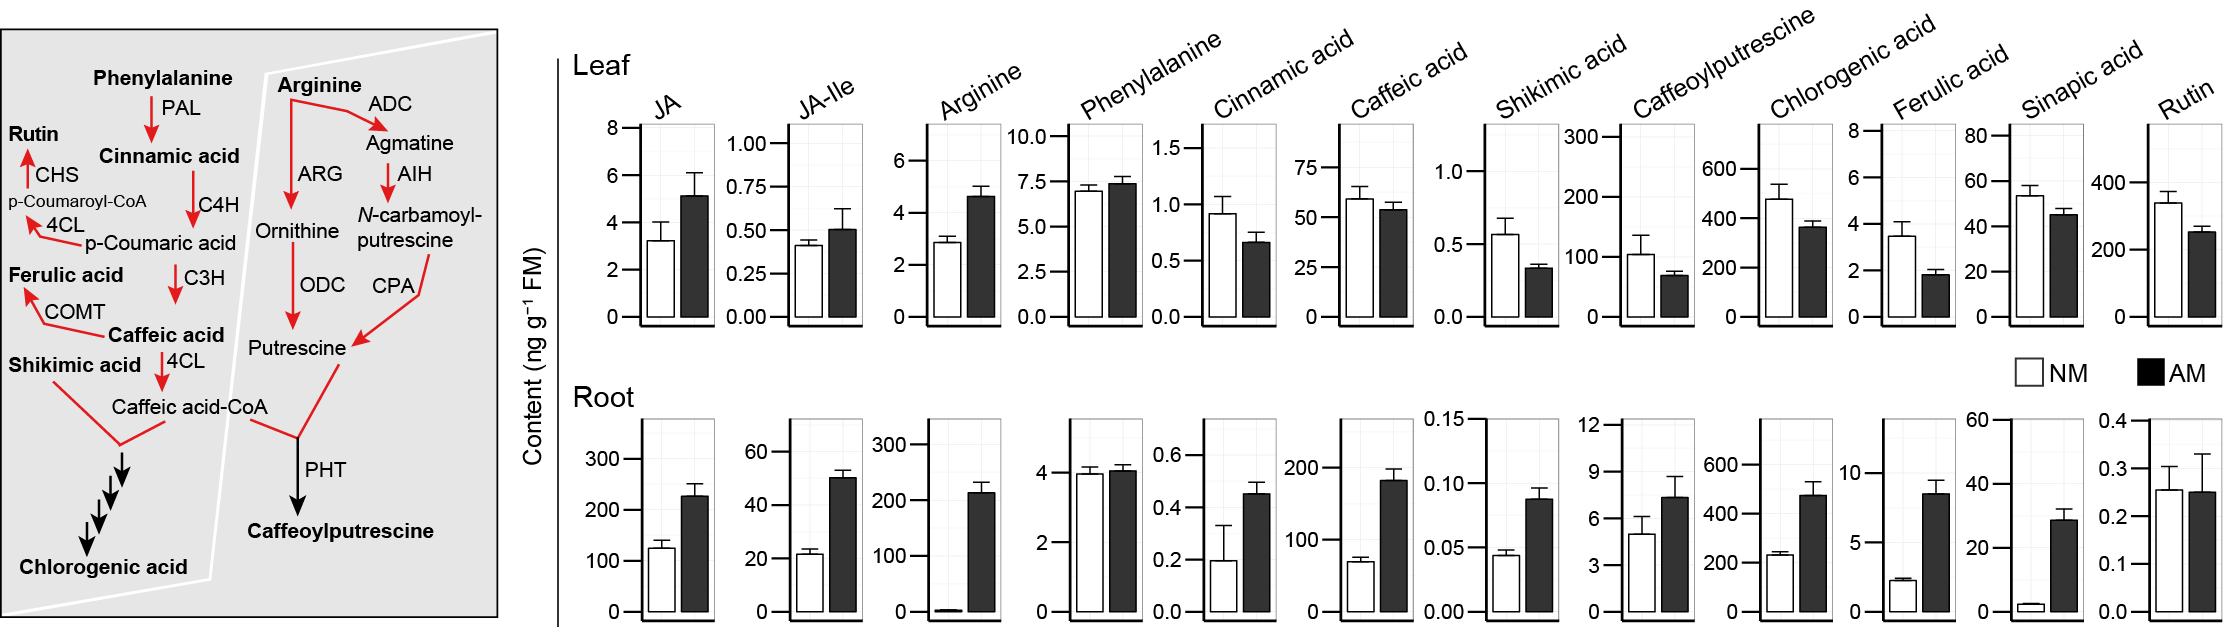 Phenylalanine
PAL
Rutin
Cinnamic acid
CHS
p-Coumaroyl-CoA
C4H
4CL
p-Coumaric acid
Ferulic acid
C3H
COMT
Caffeic acid
Shikimic acid
4CL
Caffeic acid-CoA
Chlorogenic acid
Arginine
ADC
Agmatine
ARG
AIH
Ornithine
N-carbamoyl-
putrescine
ODC
CPA
Putrescine
PHT
Caffeoylputrescine
Content (ng g⁻¹ FM)
Leaf
JA
JA-Ile
Arginine
Phenylalanine
Cinnamic acid
Caffeic acid
Shikimic acid
Caffeoylputrescine
Chlorogenic acid
Ferulic acid
Sinapic acid
Rutin
8
6
4
2
0
1.00
0.75
0.50
0.25
0.00
6
4
2
0
10.0
7.5
5.0
2.5
0.0
1.5
1.0
0.5
0.0
75
50
25
0
1.0
0.5
0.0
300
200
100
0
600
400
200
0
8
6
4
2
0
80
60
40
20
0
400
200
0
NM
AM
Root
300
200
100
0
60
40
20
0
300
200
100
0
4
2
0
0.6
0.4
0.2
0.0
200
100
0
0.15
0.10
0.05
0.00
12
9
6
3
0
600
400
200
0
10
5
0
60
40
20
0
0.4
0.3
0.2
0.1
0.0